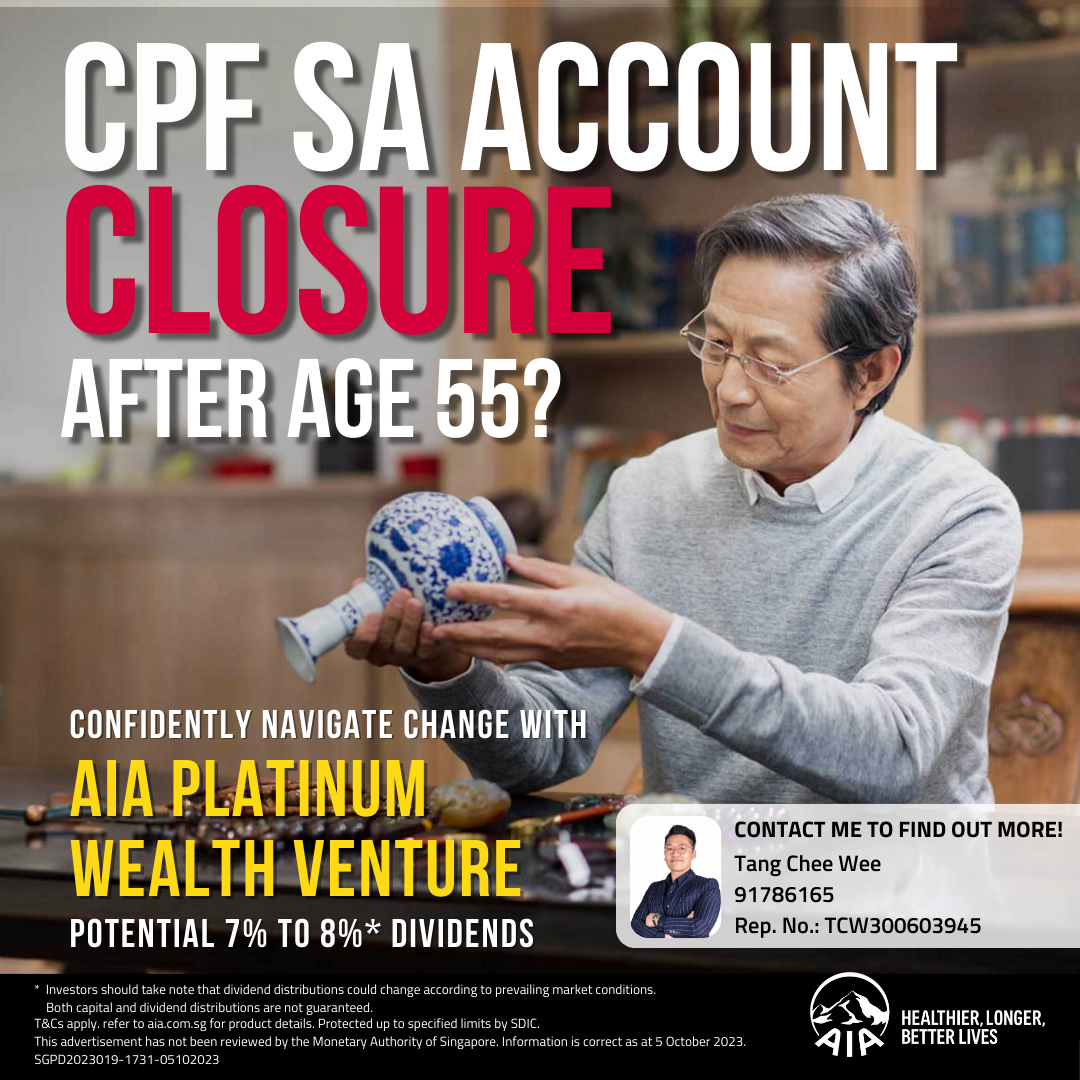 CPF SA ACCOUNT
CLOSURE
AFTER AGE 55?
CONFIDENTLY NAVIGATE CHANGE WITH
AIA PLATINUM
WEALTH VENTURE
POTENTIAL 7% TO 8%* DIVIDENDS
CONTACT ME TO FIND OUT MORE!
Tang Chee Wee
91786165
Rep. No.: TCW300603945
* Investors should take note that dividend distributions could change according to prevailing market conditions.
Both capital and dividend distributions are not guaranteed.
T&Cs apply. refer to aia.com.sg for product details. Protected up to specified limits by SDIC.
This advertisement has not been reviewed by the Monetary Authority of Singapore. Information is correct as at 5 October 2023.
SGPD2023019-1731-05102023
AIA
HEALTHIER, LONGER,
BETTER LIVES